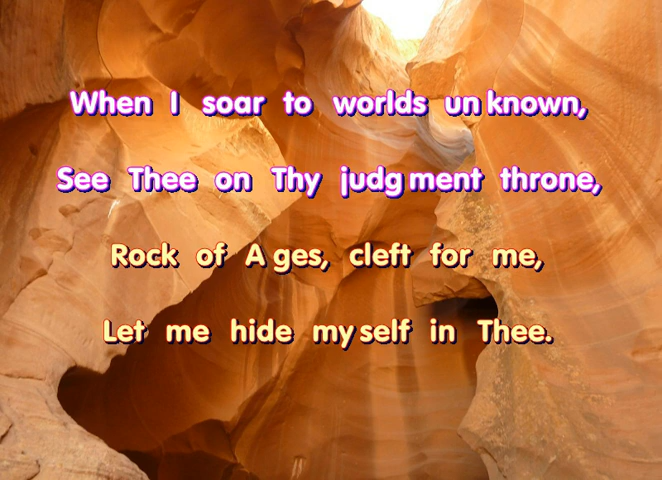 When I soar to worlds un known,
See Thee on Thy judg ment throne,
Rock of A ges, cleft for me,
Let me hide my self in Thee.